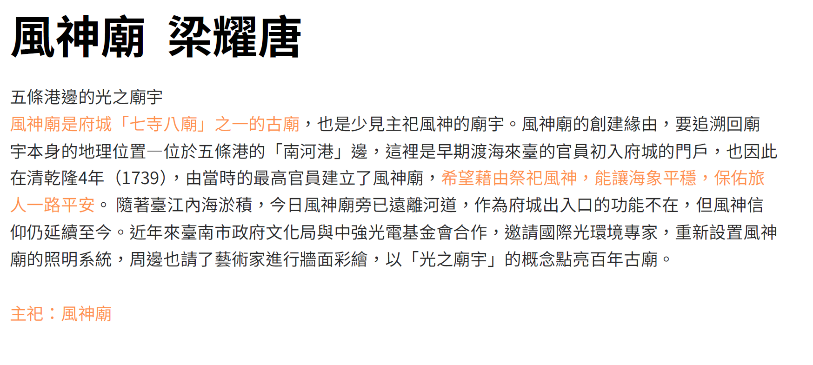 風神廟 梁耀唐
五條港邊的光之廟宇
風神廟是府城「七寺八廟」之一的古廟，也是少見主祀風神的廟宇。風神廟的創建緣由，要追溯回廟
宇本身的地理位置—位於五條港的「南河港」邊，這裡是早期渡海來臺的官員初入府城的門戶，也因此
在清乾隆4年（1739），由當時的最高官員建立了風神廟，希望藉由祭祀風神，能讓海象平穩，保佑旅
人一路平安。 隨著臺江內海淤積，今日風神廟旁已遠離河道，作為府城出入口的功能不在，但風神信
仰仍延續至今。近年來臺南市政府文化局與中強光電基金會合作，邀請國際光環境專家，重新設置風神
廟的照明系統，周邊也請了藝術家進行牆面彩繪，以「光之廟宇」的概念點亮百年古廟。
主祀：風神廟